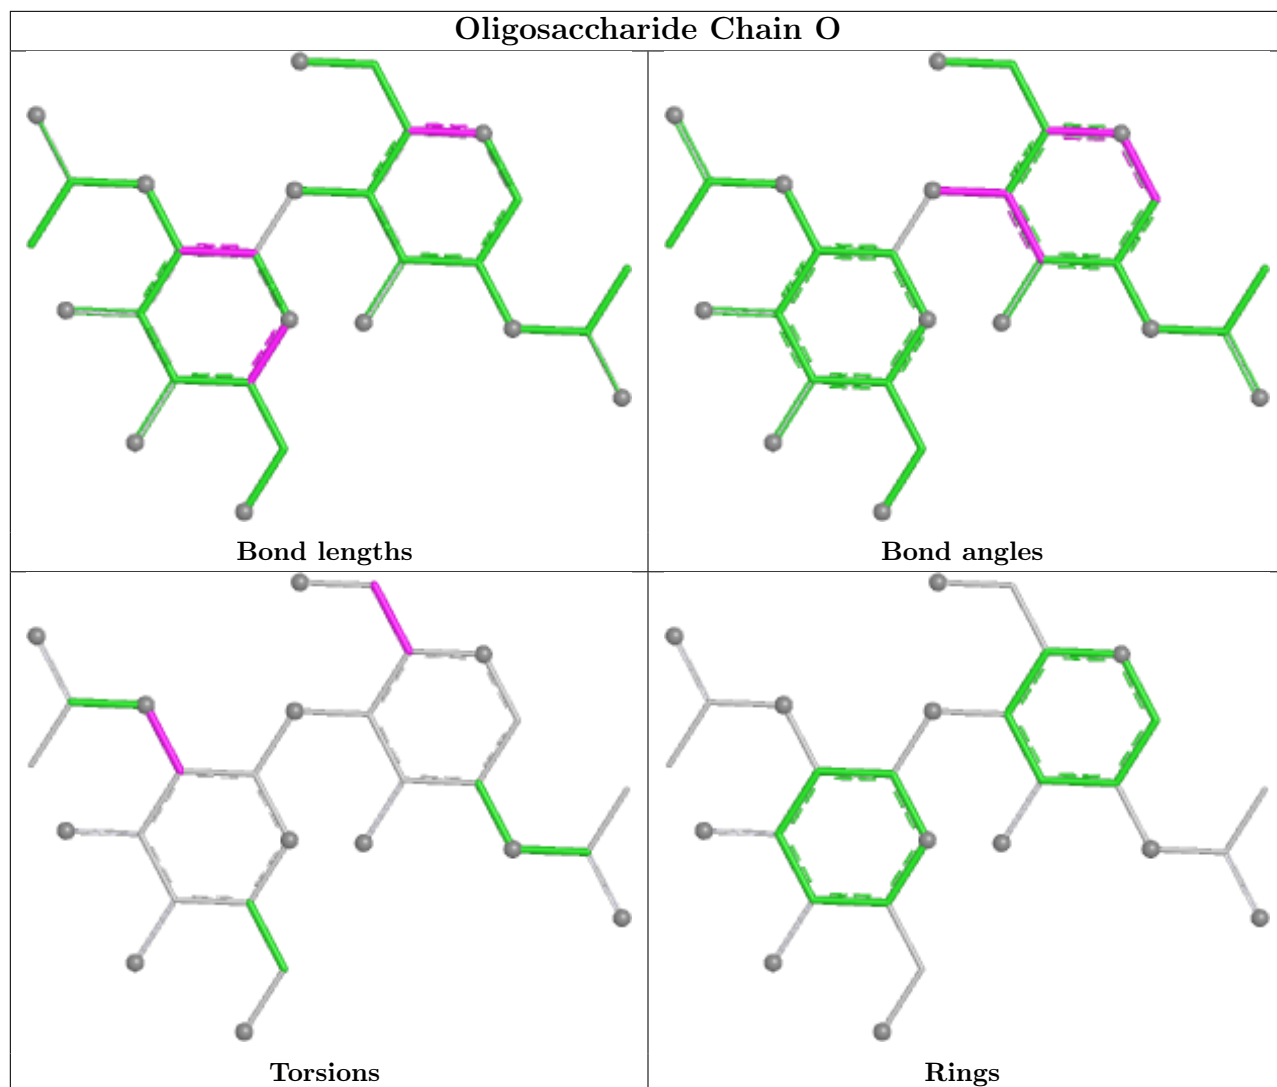 Oligosaccharide Chain O
Bond lengths
Bond angles
Torsions
Rings